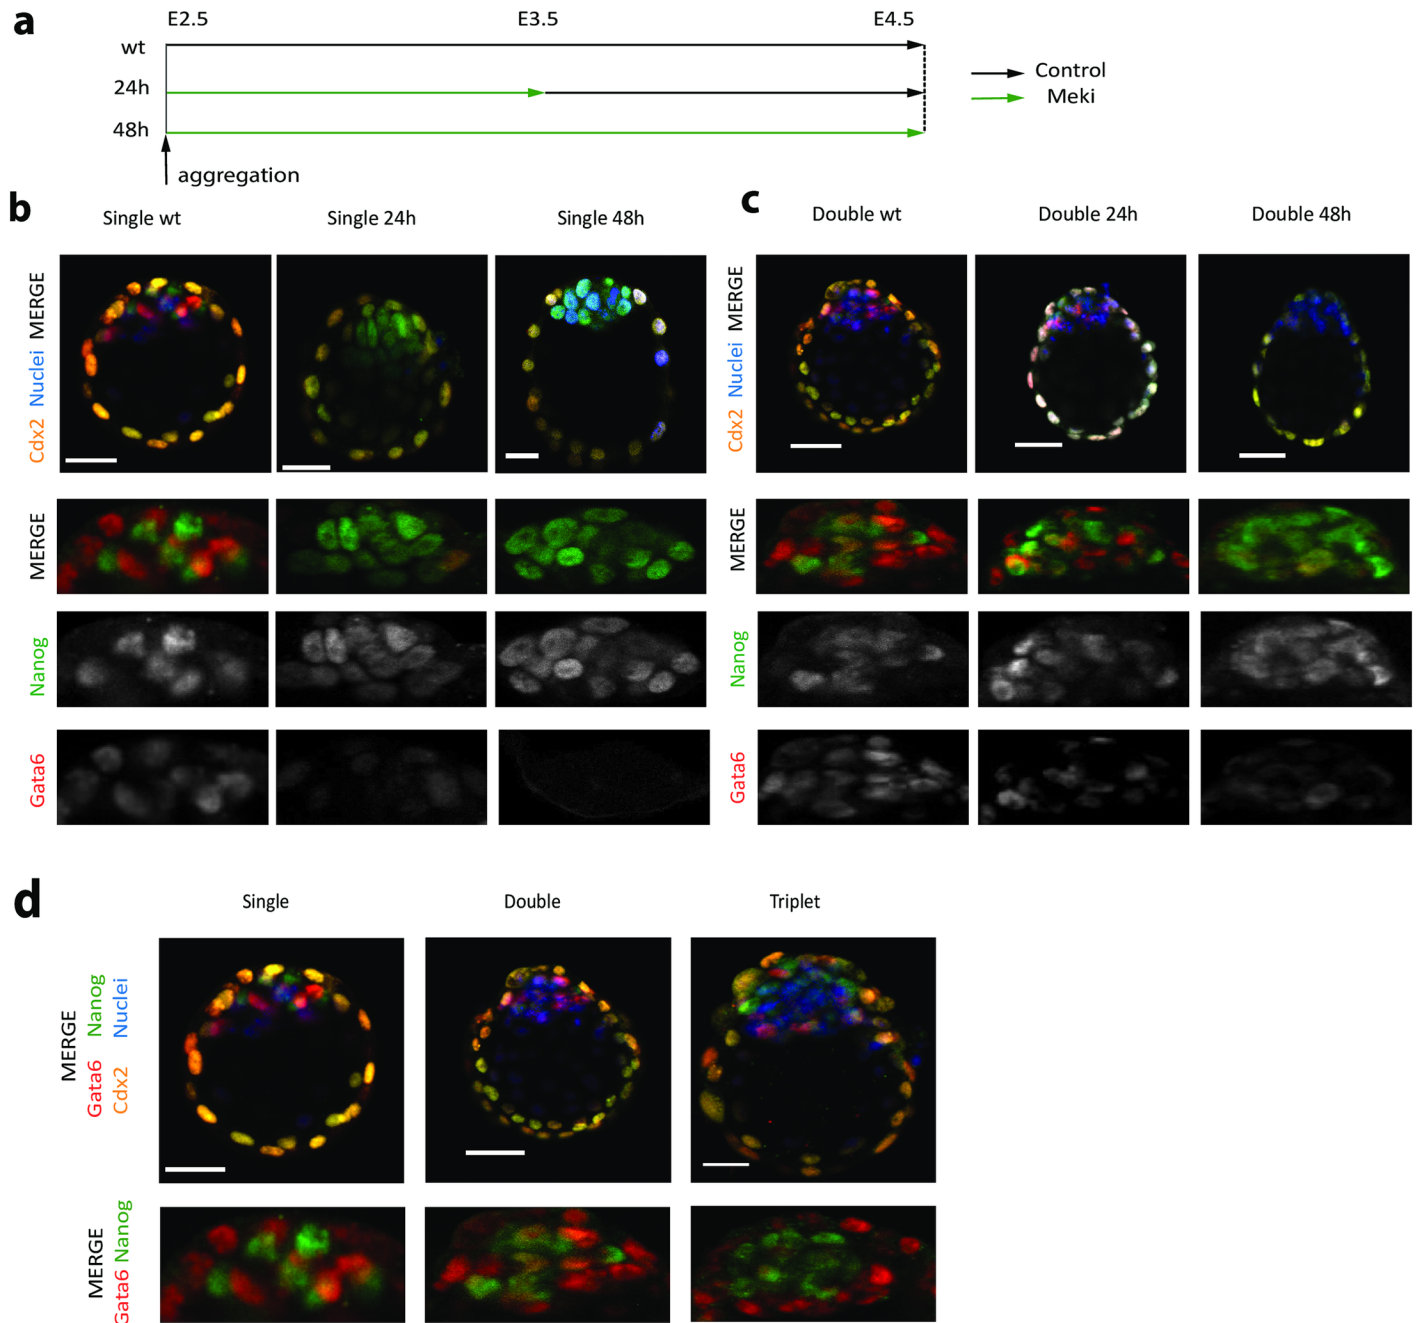 a
E2.5 E3.5 E4.5
wt
24h
48h
Control
Meki
aggregation
b
Single wt Single 24h Single 48h
Cdx2 Nuclei MERGE
MERGE
Nanog
Gata6
c
Double wt Double 24h Double 48h
Cdx2 Nuclei MERGE
MERGE
Nanog
Gata6
d
Single Double Triplet
MERGE
Gata6 Nanog
Cdx2 Nuclei
MERGE
Gata6 Nanog